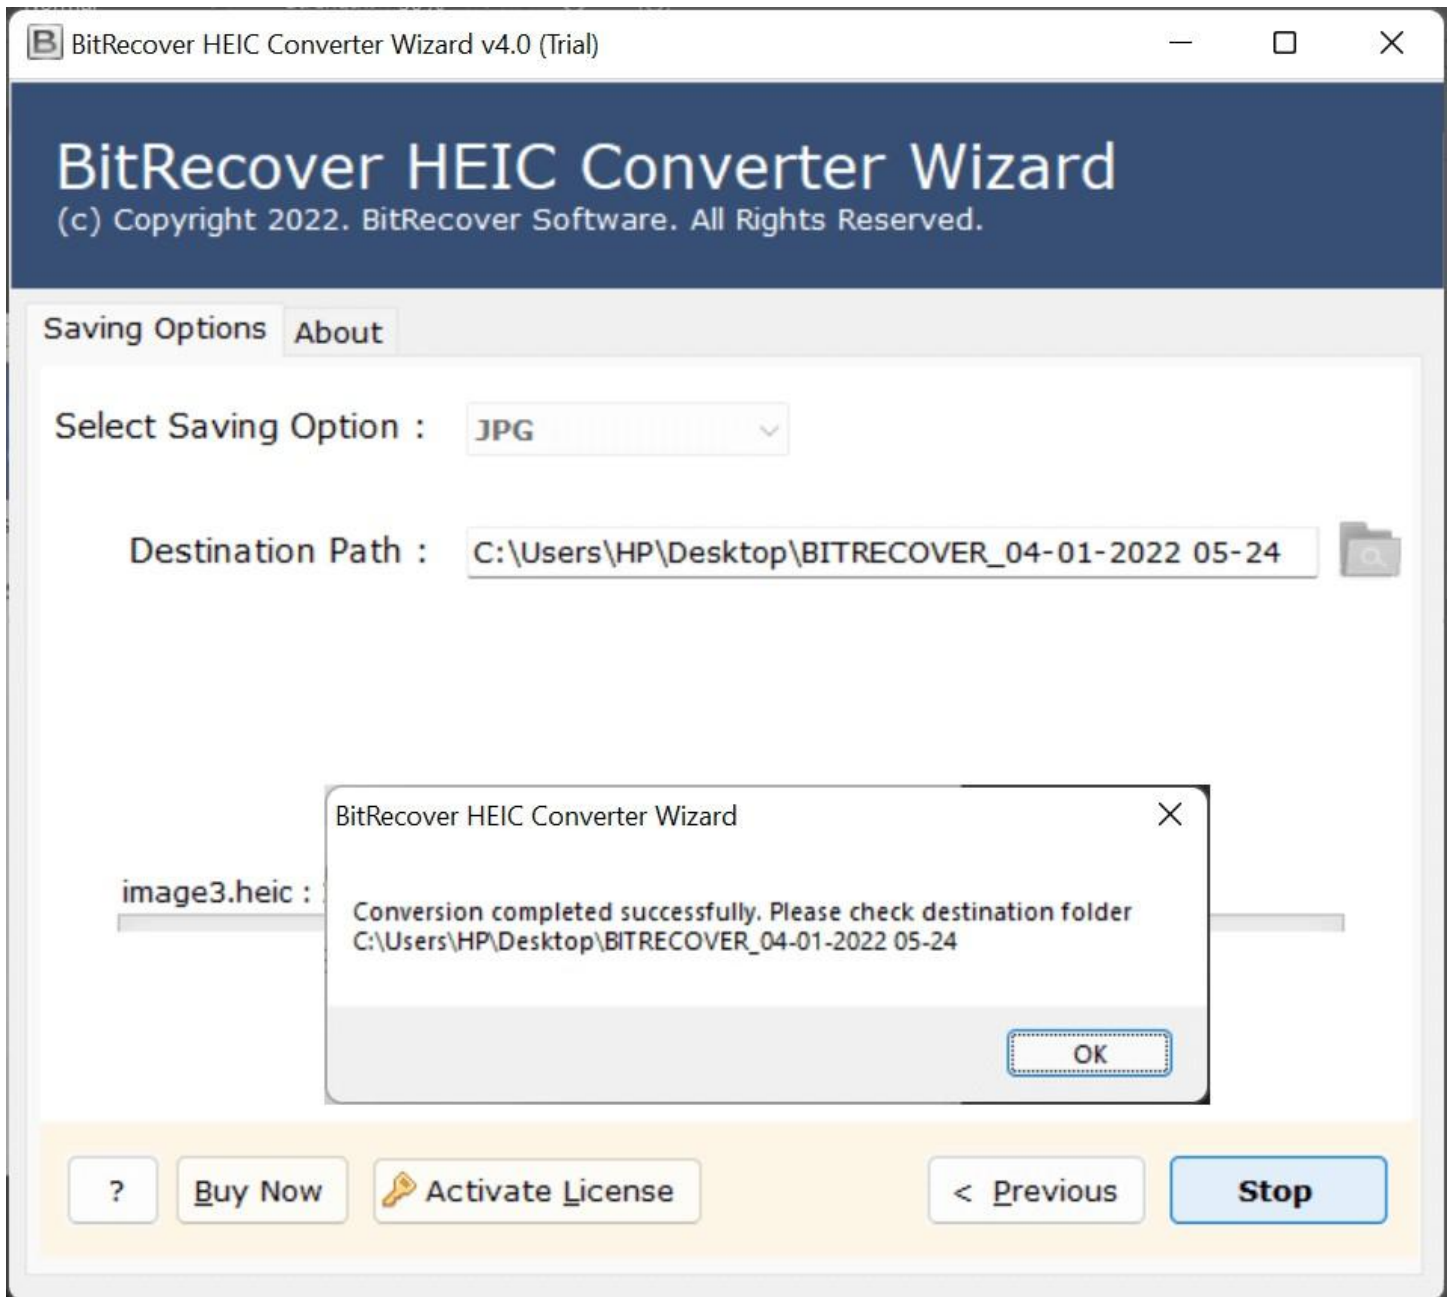 BitRecover HEIC Converter Wizard v4.0 (Trial)
BitRecover HEIC Converter Wizard
(c) Copyright 2022. BitRecover Software. All Rights Reserved.
Saving Options About
Select Saving Option : JPG
Destination Path : C:\Users\HP\Desktop\BITRECOVER_04-01-2022 05-24
BitRecover HEIC Converter Wizard
image3.heic :
Conversion completed successfully. Please check destination folder
C:\Users\HP\Desktop\BITRECOVER_04-01-2022 05-24
OK
? Buy Now Activate License < Previous Stop